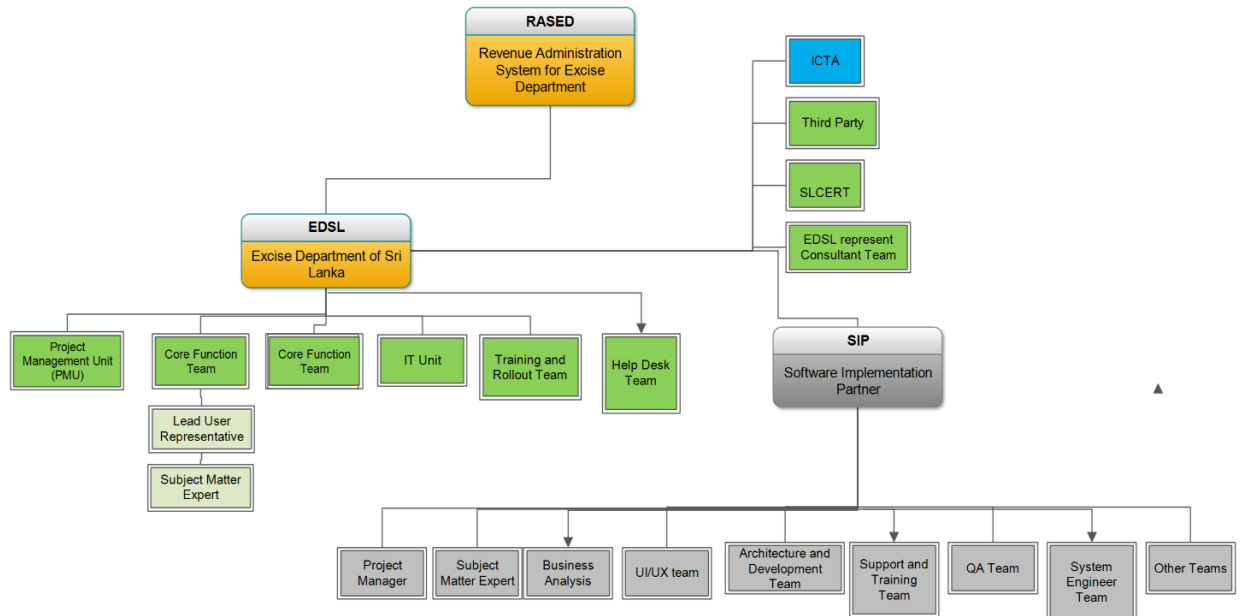 RASED
Revenue Administration
System for Excise
Department
ICTA
Third Party
SLCERT
EDSL represent
Consultant Team
EDSL
Excise Department of Sri
Lanka
Project
Management Unit
(PMU)
Core Function
Team
Core Function
Team
IT Unit
Training and
Rollout Team
Help Desk
Team
Lead User
Representative
Subject Matter
Expert
SIP
Software Implementation
Partner
Project
Manager
Subject
Matter Expert
Business
Analysis
UI/UX team
Architecture and
Development
Team
Support and
Training Team
QA Team
System
Engineer
Team
Other Teams